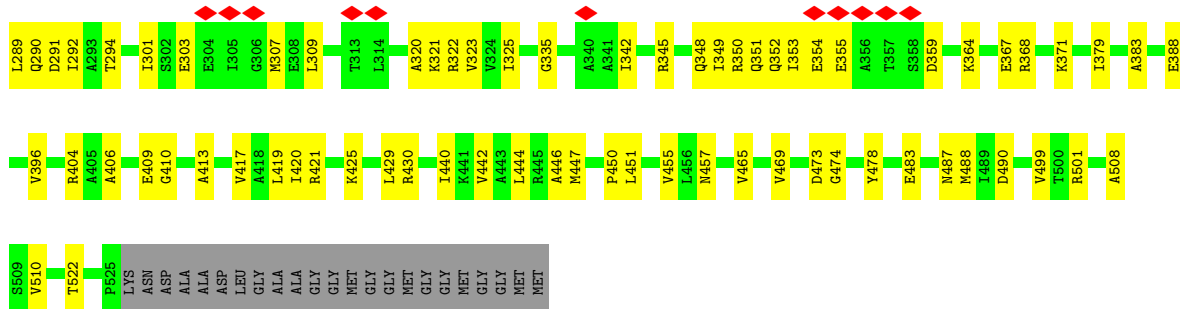 L289 Q290 D291 I292 A293 T294 I301 S302 E303 E304 I305 G306 M307 E308 L309 T313 L314 A320 K321 R322 V323 V324 I325 G335 A340 A341 I342 R345 Q348 I349 R350 Q351 Q352 I353 E354 E355 A356 T357 S358 D359 K364 E367 R368 K371 I379 A383 E388
V396 R404 A405 A406 E409 G410 A413 V417 A418 L419 I420 R421 K425 L429 R430 I440 K441 V442 A443 L444 R445 A446 M447 P450 L451 V455 L456 N457 V465 V469 D473 G474 Y478 E483 N487 M488 I489 D490 V499 T500 R501 A508
S509 V510 T522 P525 LYS ASN ASP ALA ALA ASP LEU GLY ALA ALA GLY GLY MET GLY GLY MET GLY GLY MET GLY GLY MET MET